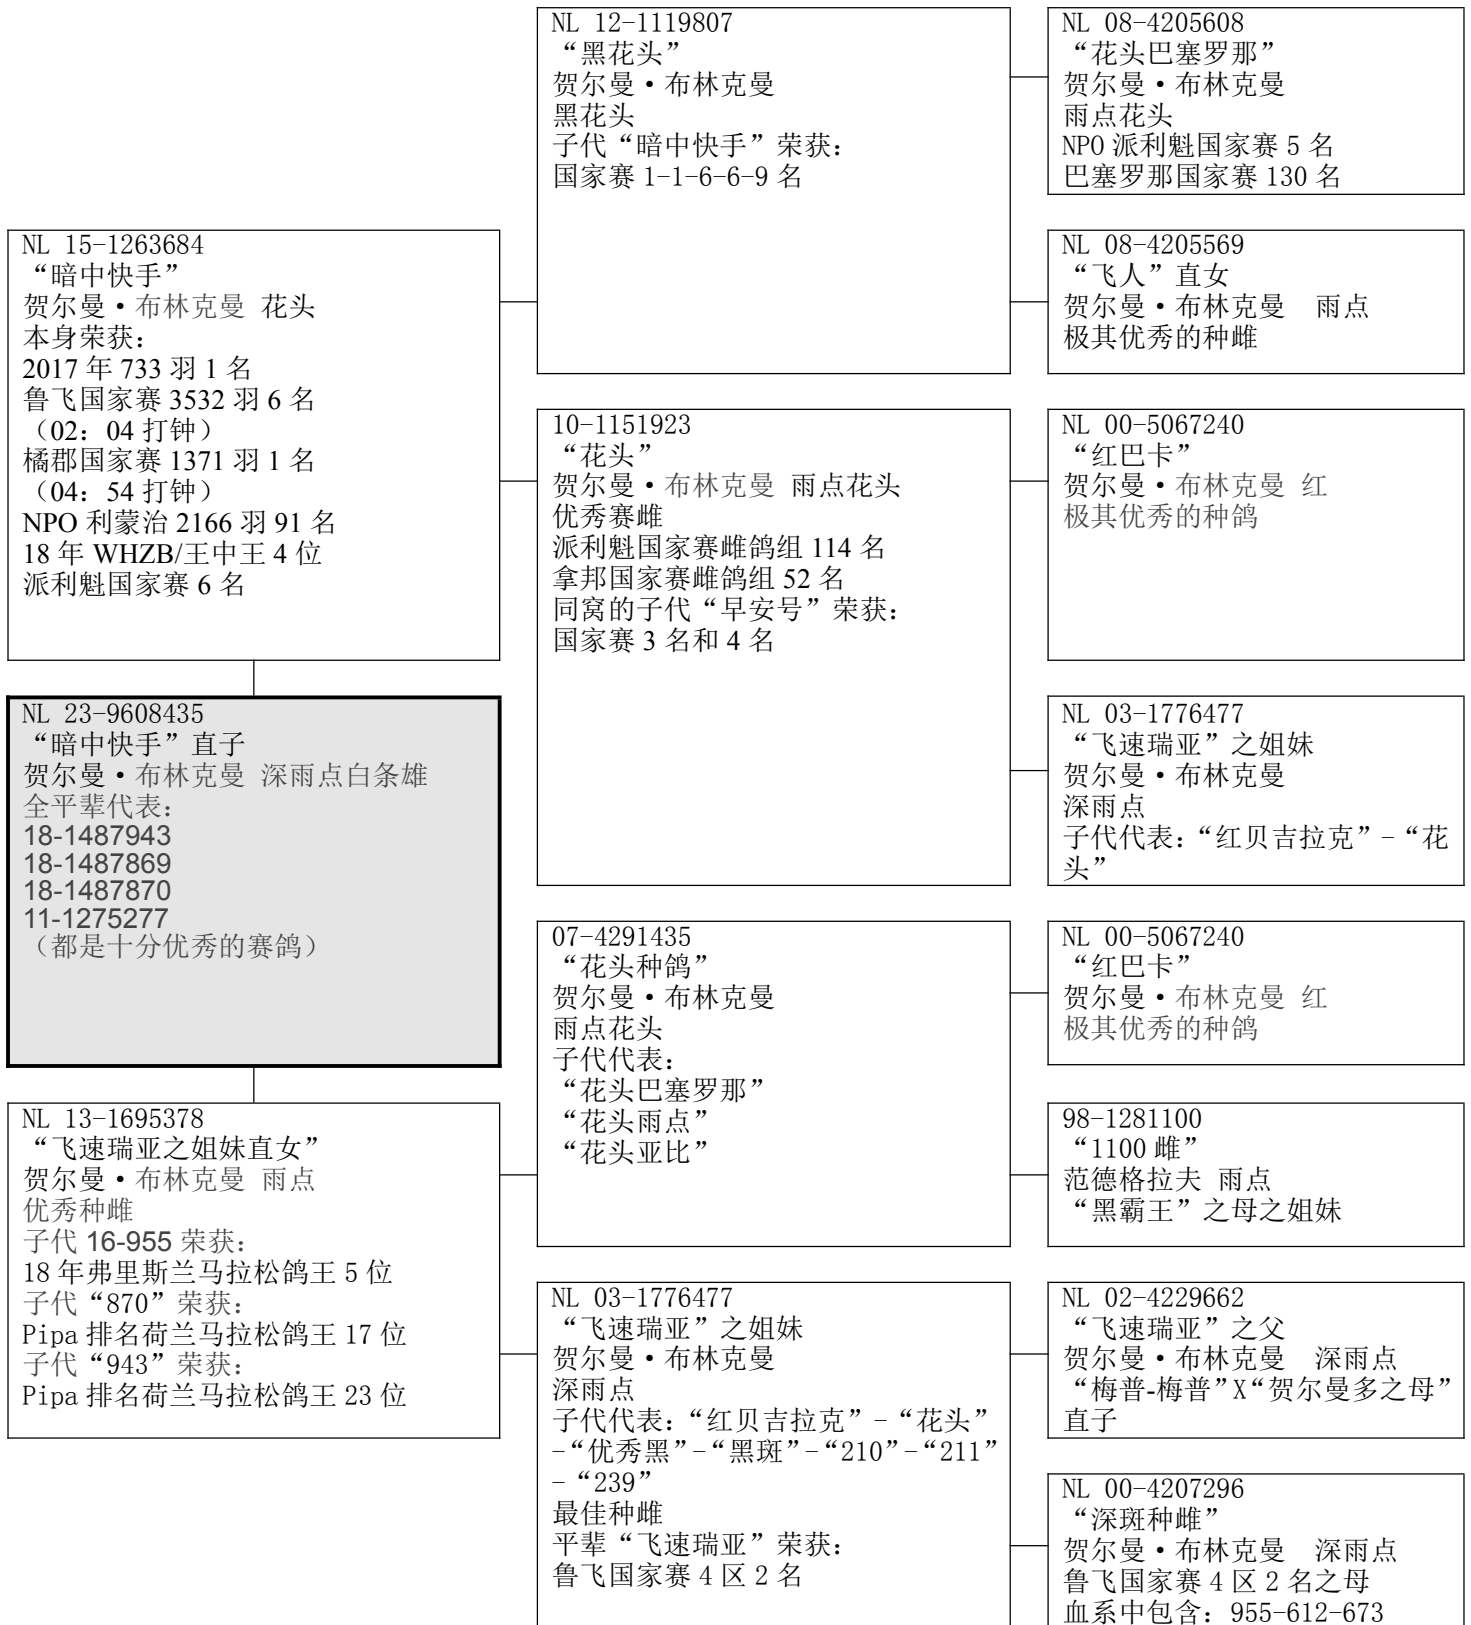 NL 15-1263684
“暗中快手”
贺尔曼·布林克曼 花头
本身荣获：
2017 年 733 羽 1 名
鲁飞国家赛 3532 羽 6 名
（02：04 打钟）
橘郡国家赛 1371 羽 1 名
（04：54 打钟）
NPO 利蒙治 2166 羽 91 名
18 年 WHZB/王中王 4 位
派利魁国家赛 6 名
NL 23-9608435
“暗中快手”直子
贺尔曼·布林克曼 深雨点白条雄
全平辈代表：
18-1487943
18-1487869
18-1487870
11-1275277
（都是十分优秀的赛鸽）
NL 13-1695378
“飞速瑞亚之姐妹直女”
贺尔曼·布林克曼 雨点
优秀种雌
子代 16-955 荣获：
18 年弗里斯兰马拉松鸽王 5 位
子代“870”荣获：
Pipa 排名荷兰马拉松鸽王 17 位
子代“943”荣获：
Pipa 排名荷兰马拉松鸽王 23 位
NL 12-1119807
“黑花头”
贺尔曼·布林克曼
黑花头
子代“暗中快手”荣获：
国家赛 1-1-6-6-9 名
10-1151923
“花头”
贺尔曼·布林克曼 雨点花头
优秀赛雌
派利魁国家赛雌鸽组 114 名
拿邦国家赛雌鸽组 52 名
同窝的子代“早安号”荣获：
国家赛 3 名和 4 名
07-4291435
“花头种鸽”
贺尔曼·布林克曼
雨点花头
子代代表：
“花头巴塞罗那”
“花头雨点”
“花头亚比”
NL 03-1776477
“飞速瑞亚”之姐妹
贺尔曼·布林克曼
深雨点
子代代表：“红贝吉拉克”-“花头”
-“优秀黑”-“黑斑”-“210”-“211”
-“239”
最佳种雌
平辈“飞速瑞亚”荣获：
鲁飞国家赛 4 区 2 名
NL 08-4205608
“花头巴塞罗那”
贺尔曼·布林克曼
雨点花头
NPO 派利魁国家赛 5 名
巴塞罗那国家赛 130 名
NL 08-4205569
“飞人”直女
贺尔曼·布林克曼 雨点
极其优秀的种雌
NL 00-5067240
“红巴卡”
贺尔曼·布林克曼 红
极其优秀的种鸽
NL 03-1776477
“飞速瑞亚”之姐妹
贺尔曼·布林克曼
深雨点
子代代表：“红贝吉拉克”-“花
头”
NL 00-5067240
“红巴卡”
贺尔曼·布林克曼 红
极其优秀的种鸽
98-1281100
“1100 雌”
范德格拉夫 雨点
“黑霸王”之母之姐妹
NL 02-4229662
“飞速瑞亚”之父
贺尔曼·布林克曼 深雨点
“梅普-梅普”X“贺尔曼多之母”
直子
NL 00-4207296
“深斑种雌”
贺尔曼·布林克曼 深雨点
鲁飞国家赛 4 区 2 名之母
血系中包含：955-612-673